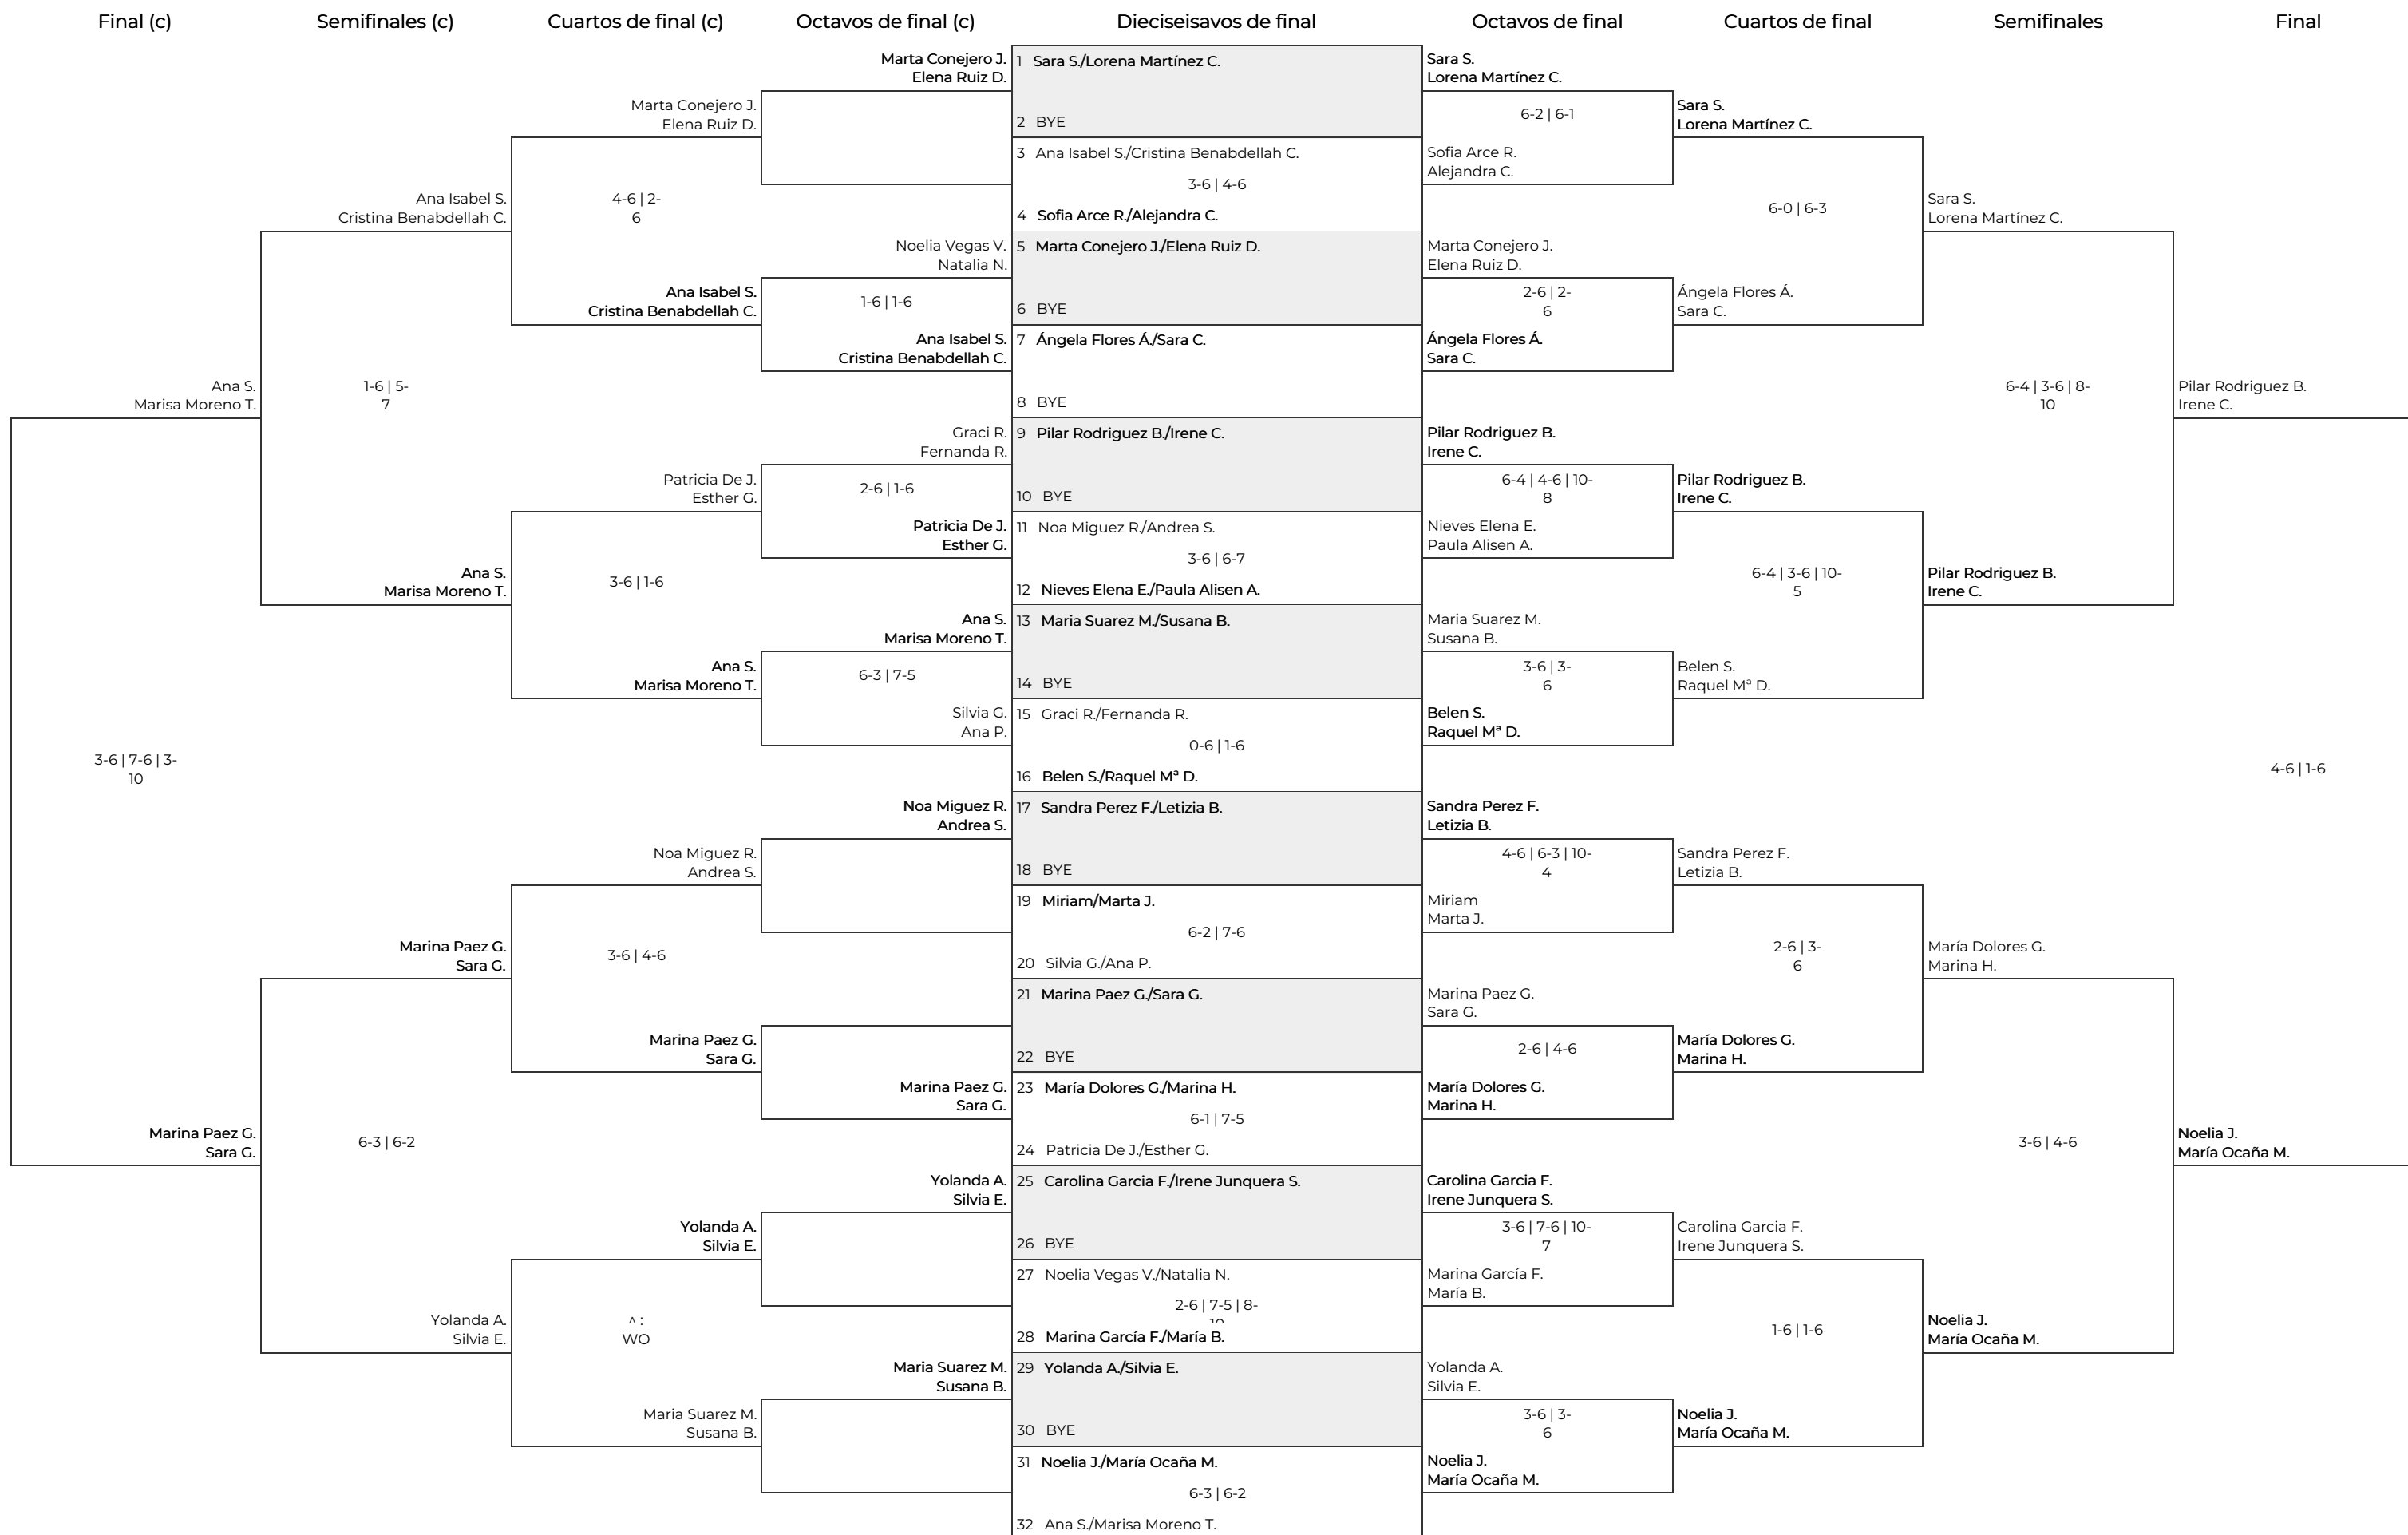 Final (c)
Semifinales (c)
Cuartos de final (c)
Octavos de final (c)
Dieciseisavos de final
Octavos de final
Cuartos de final
Semifinales
Final
Ana S.
Marisa Moreno T.
3-6 | 7-6 | 3-
10
Marina Paez G.
Sara G.
Ana Isabel S.
Cristina Benabdellah C.
1-6 | 5-
7
Ana S.
Marisa Moreno T.
Marina Paez G.
Sara G.
6-3 | 6-2
Yolanda A.
Silvia E.
Marta Conejero J.
Elena Ruiz D.
4-6 | 2-
6
Ana Isabel S.
Cristina Benabdellah C.
Patricia De J.
Esther G.
3-6 | 1-6
Ana S.
Marisa Moreno T.
Noa Miguez R.
Andrea S.
3-6 | 4-6
Marina Paez G.
Sara G.
Yolanda A.
Silvia E.
^ :
WO
Maria Suarez M.
Susana B.
Marta Conejero J.
Elena Ruiz D.
Noelia Vegas V.
Natalia N.
1-6 | 1-6
Ana Isabel S.
Cristina Benabdellah C.
Graci R.
Fernanda R.
2-6 | 1-6
Patricia De J.
Esther G.
Ana S.
Marisa Moreno T.
6-3 | 7-5
Silvia G.
Ana P.
Noa Miguez R.
Andrea S.
Marina Paez G.
Sara G.
Yolanda A.
Silvia E.
Maria Suarez M.
Susana B.
1 Sara S./Lorena Martínez C.
2 BYE
3 Ana Isabel S./Cristina Benabdellah C.
3-6 | 4-6
4 Sofia Arce R./Alejandra C.
5 Marta Conejero J./Elena Ruiz D.
6 BYE
7 Ángela Flores Á./Sara C.
8 BYE
9 Pilar Rodriguez B./Irene C.
10 BYE
11 Noa Miguez R./Andrea S.
3-6 | 6-7
12 Nieves Elena E./Paula Alisen A.
13 Maria Suarez M./Susana B.
14 BYE
15 Graci R./Fernanda R.
0-6 | 1-6
16 Belen S./Raquel Mª D.
17 Sandra Perez F./Letizia B.
18 BYE
19 Miriam/Marta J.
6-2 | 7-6
20 Silvia G./Ana P.
21 Marina Paez G./Sara G.
22 BYE
23 María Dolores G./Marina H.
6-1 | 7-5
24 Patricia De J./Esther G.
25 Carolina Garcia F./Irene Junquera S.
26 BYE
27 Noelia Vegas V./Natalia N.
2-6 | 7-5 | 8-
28 Marina García F./María B.
29 Yolanda A./Silvia E.
30 BYE
31 Noelia J./María Ocaña M.
6-3 | 6-2
32 Ana S./Marisa Moreno T.
Sara S.
Lorena Martínez C.
6-2 | 6-1
Sofia Arce R.
Alejandra C.
Marta Conejero J.
Elena Ruiz D.
2-6 | 2-
6
Ángela Flores Á.
Sara C.
Pilar Rodriguez B.
Irene C.
6-4 | 4-6 | 10-
8
Nieves Elena E.
Paula Alisen A.
Maria Suarez M.
Susana B.
3-6 | 3-
6
Belen S.
Raquel Mª D.
Sandra Perez F.
Letizia B.
4-6 | 6-3 | 10-
4
Miriam
Marta J.
Marina Paez G.
Sara G.
2-6 | 4-6
María Dolores G.
Marina H.
Carolina Garcia F.
Irene Junquera S.
3-6 | 7-6 | 10-
7
Marina García F.
María B.
Yolanda A.
Silvia E.
3-6 | 3-
6
Noelia J.
María Ocaña M.
Sara S.
Lorena Martínez C.
6-0 | 6-3
Ángela Flores Á.
Sara C.
Pilar Rodriguez B.
Irene C.
6-4 | 3-6 | 10-
5
Belen S.
Raquel Mª D.
Sandra Perez F.
Letizia B.
2-6 | 3-
6
María Dolores G.
Marina H.
Carolina Garcia F.
Irene Junquera S.
1-6 | 1-6
Noelia J.
María Ocaña M.
Sara S.
Lorena Martínez C.
6-4 | 3-6 | 8-
10
Pilar Rodriguez B.
Irene C.
María Dolores G.
Marina H.
3-6 | 4-6
Noelia J.
María Ocaña M.
Pilar Rodriguez B.
Irene C.
4-6 | 1-6
Noelia J.
María Ocaña M.